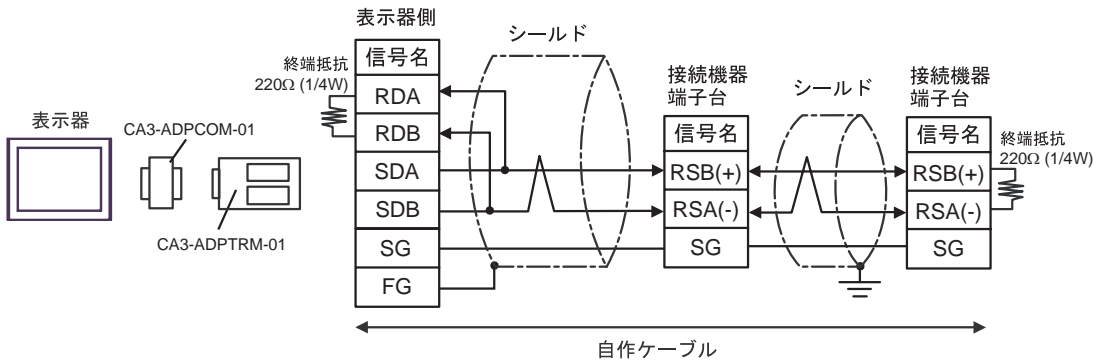 表示器
CA3-ADPCOM-01
CA3-ADPTRM-01
終端抵抗
220Ω (1/4W)
表示器側
信号名
RDA
RDB
SDA
SDB
SG
FG
シールド
接続機器
端子台
信号名
RSB(+)
RSA(-)
SG
シールド
接続機器
端子台
信号名
RSB(+)
RSA(-)
SG
終端抵抗
220Ω (1/4W)
自作ケーブル